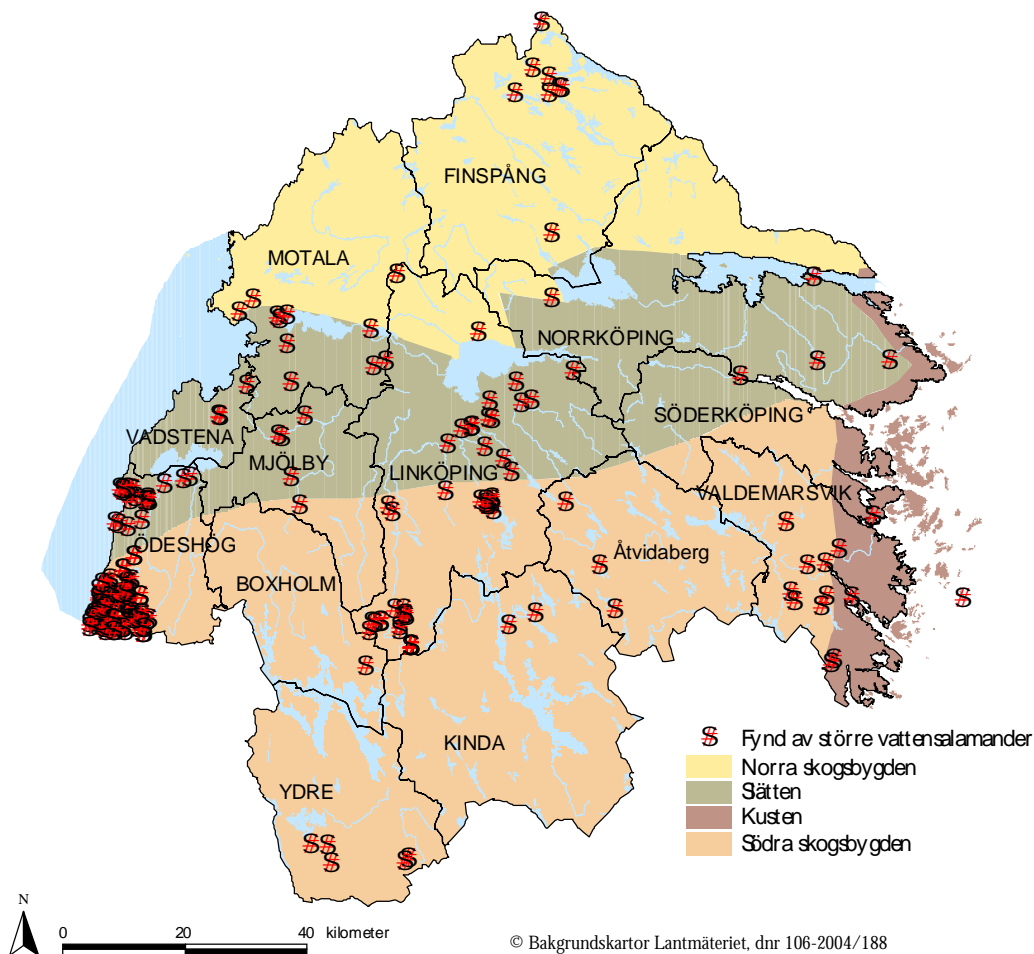 FINSPÅNG
MOTALA
NORRKÖPING
SÖDERKÖPING
VADSTENA
MJÖLBY
LINKÖPING
VALDEMARSVIK
ÖDESHÖG
Åtvidaberg
BOXHOLM
KINDA
YDRE
Fynd av större vattensalamander
Norra skogsbygden
Slätten
Kusten
Södra skogsbygden
N
0 20 40 kilometer
© Bakgrundskartor Lantmäteriet, dnr 106-2004/188